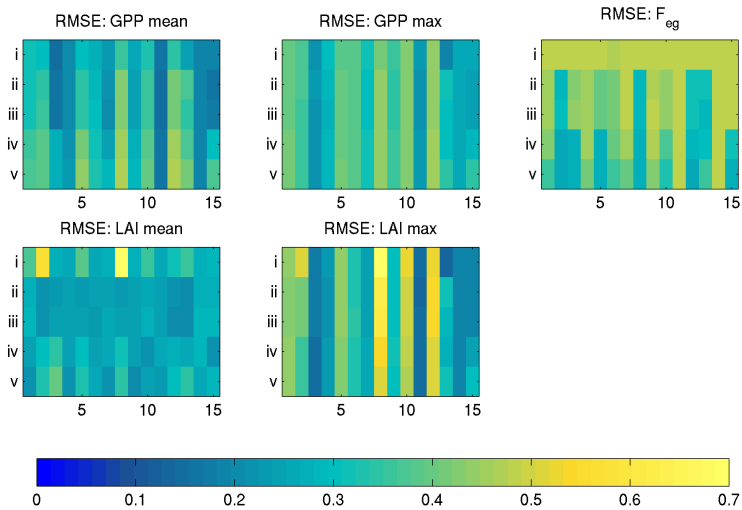 RMSE: GPP mean
RMSE: GPP max
RMSE: F_eg
i
ii
iii
iv
v
5 10 15
i
ii
iii
iv
v
5 10 15
i
ii
iii
iv
v
5 10 15
RMSE: LAI mean
RMSE: LAI max
i
ii
iii
iv
v
5 10 15
i
ii
iii
iv
v
5 10 15
0 0.1 0.2 0.3 0.4 0.5 0.6 0.7